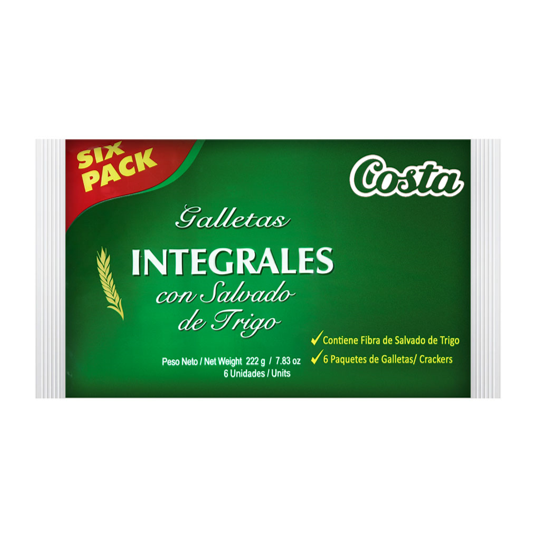 SIX
PACK
Costa
Galletas
INTEGRALES
con Salvado
de Trigo
Contiene Fibra de Salvado de Trigo
6 Paquetes de Galletas/ Crackers
Peso Neto / Net Weight 222 g / 7.83 oz
6 Unidades / Units